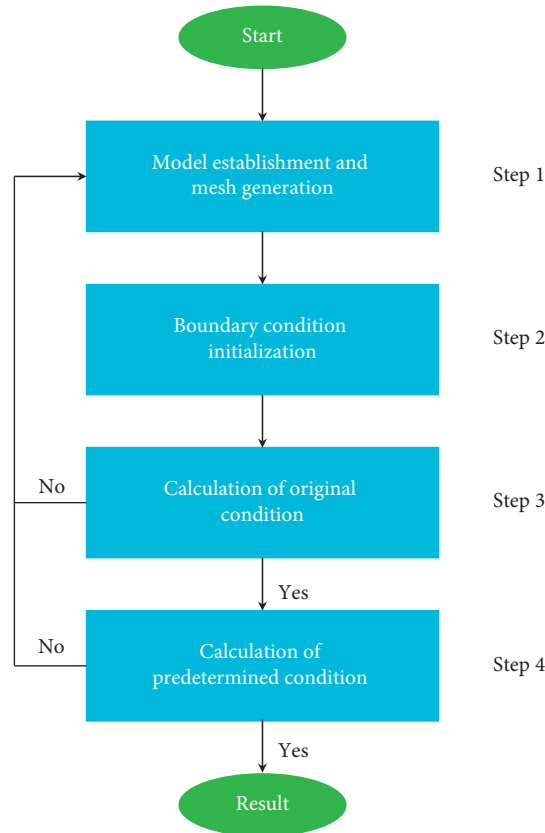 Start
Model establishment and
mesh generation
Step 1
Boundary condition
initialization
Step 2
No
Calculation of original
condition
Step 3
Yes
No
Calculation of
predetermined condition
Step 4
Yes
Result